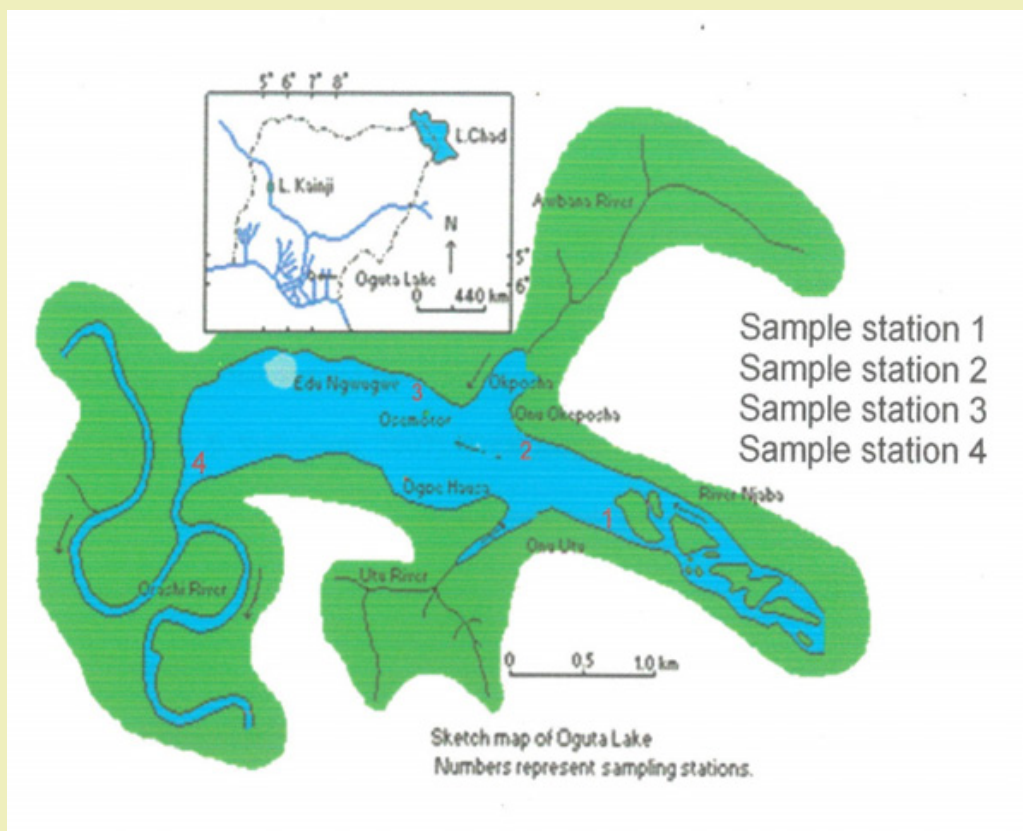 5° 6° 7° 8°
L.Chad
L. Kainji
N
5°
6°
Oguta Lake
0 440 km
Awbana River
Sample station 1
Sample station 2
Sample station 3
Sample station 4
Edu Ngwugwe
3
Okposha
Osemotor
Onu Okeposha
2
4
Ogbe Hausa
River Njaba
1
Onu Utu
Utu River
Orashi River
0 0,5 1.0 km
Sketch map of Oguta Lake
Numbers represent sampling stations.